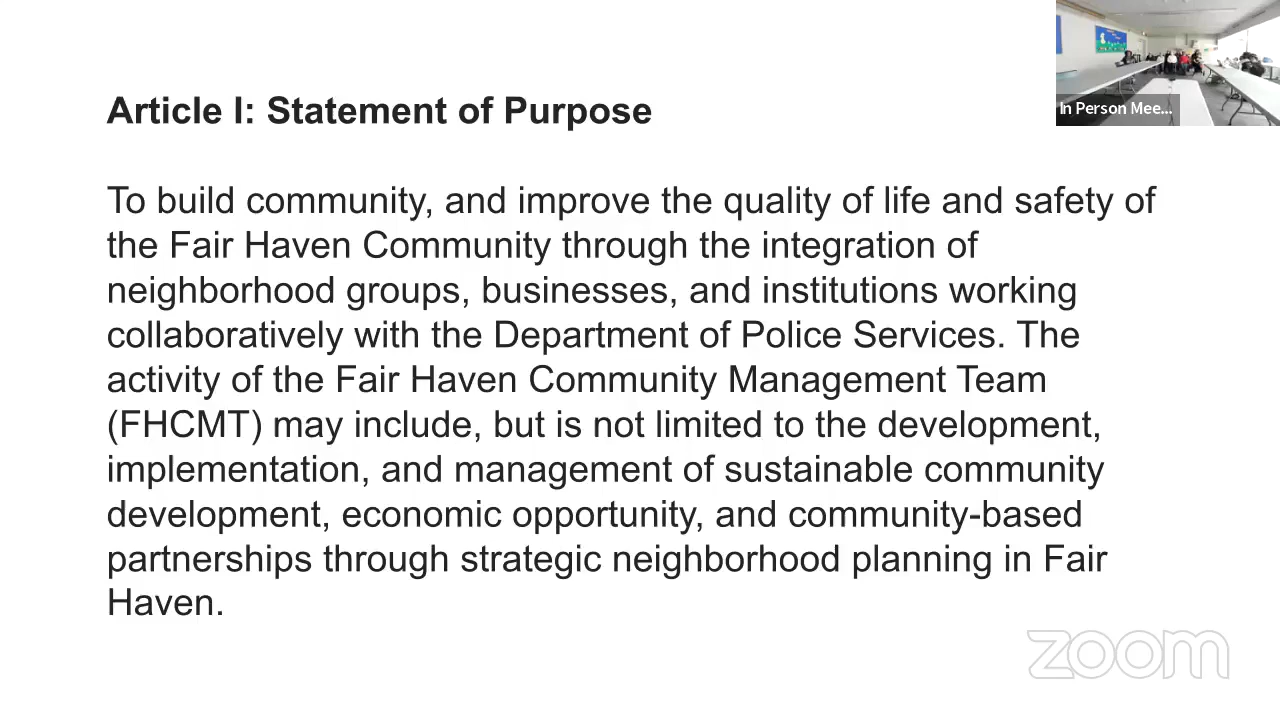 In Person Mee...
Article I: Statement of Purpose
To build community, and improve the quality of life and safety of
the Fair Haven Community through the integration of
neighborhood groups, businesses, and institutions working
collaboratively with the Department of Police Services. The
activity of the Fair Haven Community Management Team
(FHCMT) may include, but is not limited to the development,
implementation, and management of sustainable community
development, economic opportunity, and community-based
partnerships through strategic neighborhood planning in Fair
Haven.
zoom